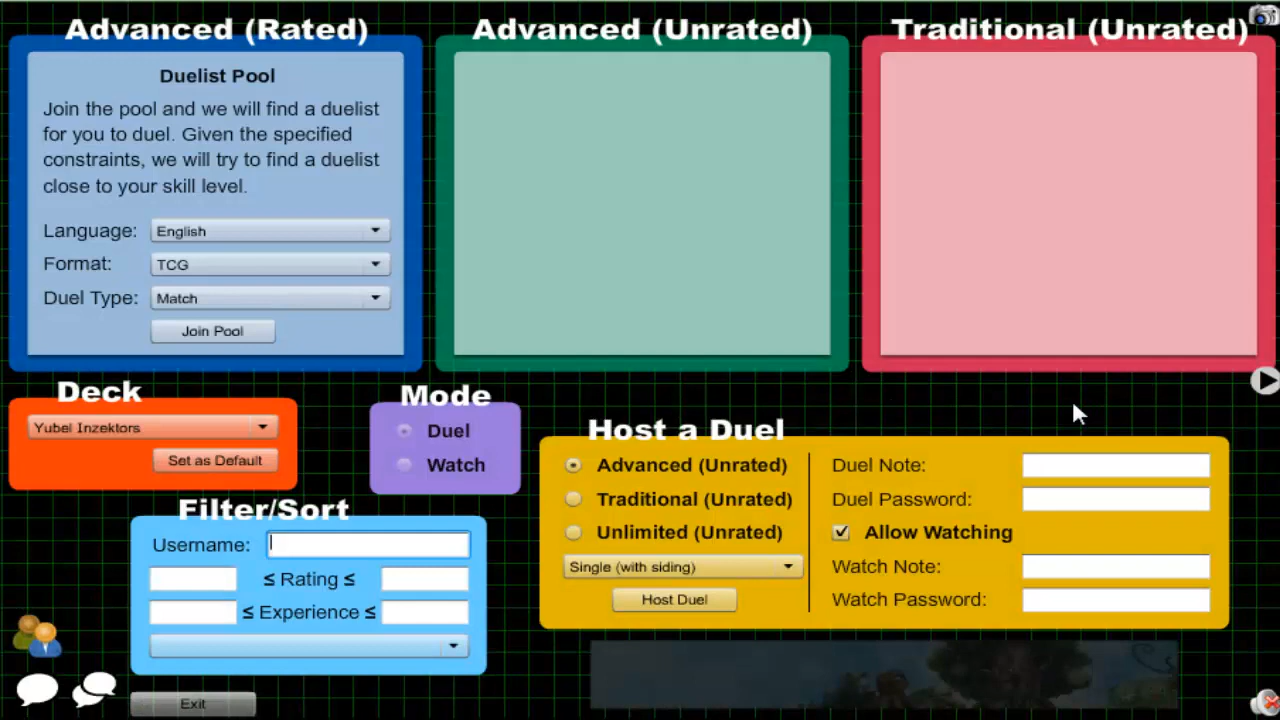 Advanced (Rated)
Advanced (Unrated)
Traditional (Unrated)
Duelist Pool
Join the pool and we will find a duelist
for you to duel. Given the specified
constraints, we will try to find a duelist
close to your skill level.
Language: English
Format: TCG
Duel Type: Match
Join Pool
Deck
Yubel Inzektors
Set as Default
Mode
Duel
Watch
Filter/Sort
Username:
≤ Rating ≤
≤ Experience ≤
Exit
Host a Duel
Advanced (Unrated)
Traditional (Unrated)
Unlimited (Unrated)
Single (with siding)
Host Duel
Duel Note:
Duel Password:
Allow Watching
Watch Note:
Watch Password: